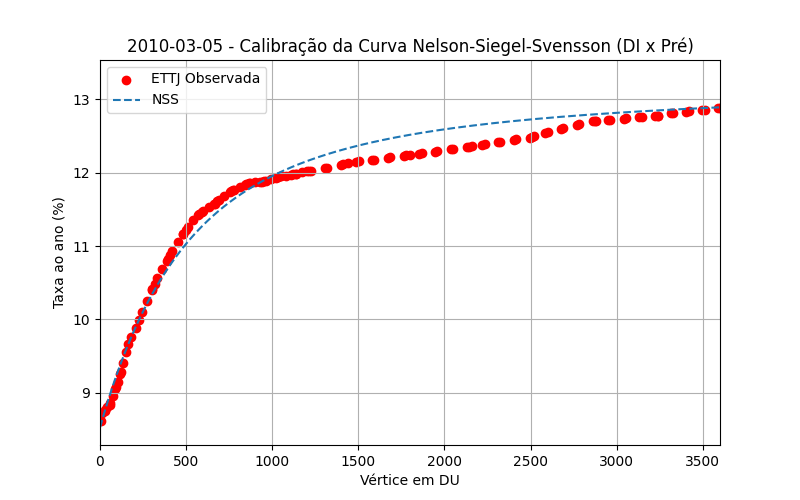 2010-03-05 - Calibração da Curva Nelson-Siegel-Svensson (DI x Pré)
ETTJ Observada
NSS
Taxa ao ano (%)
13
12
11
10
9
0 500 1000 1500 2000 2500 3000 3500
Vértice em DU